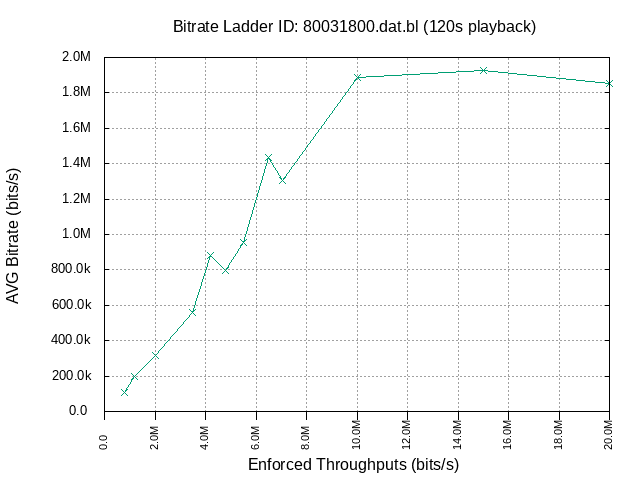 Bitrate Ladder ID: 80031800.dat.bl (120s playback)
2.0M
1.8M
1.6M
1.4M
1.2M
1.0M
800.0k
600.0k
400.0k
200.0k
0.0
AVG Bitrate (bits/s)
0.0
2.0M
4.0M
6.0M
8.0M
10.0M
12.0M
14.0M
16.0M
18.0M
20.0M
Enforced Throughputs (bits/s)